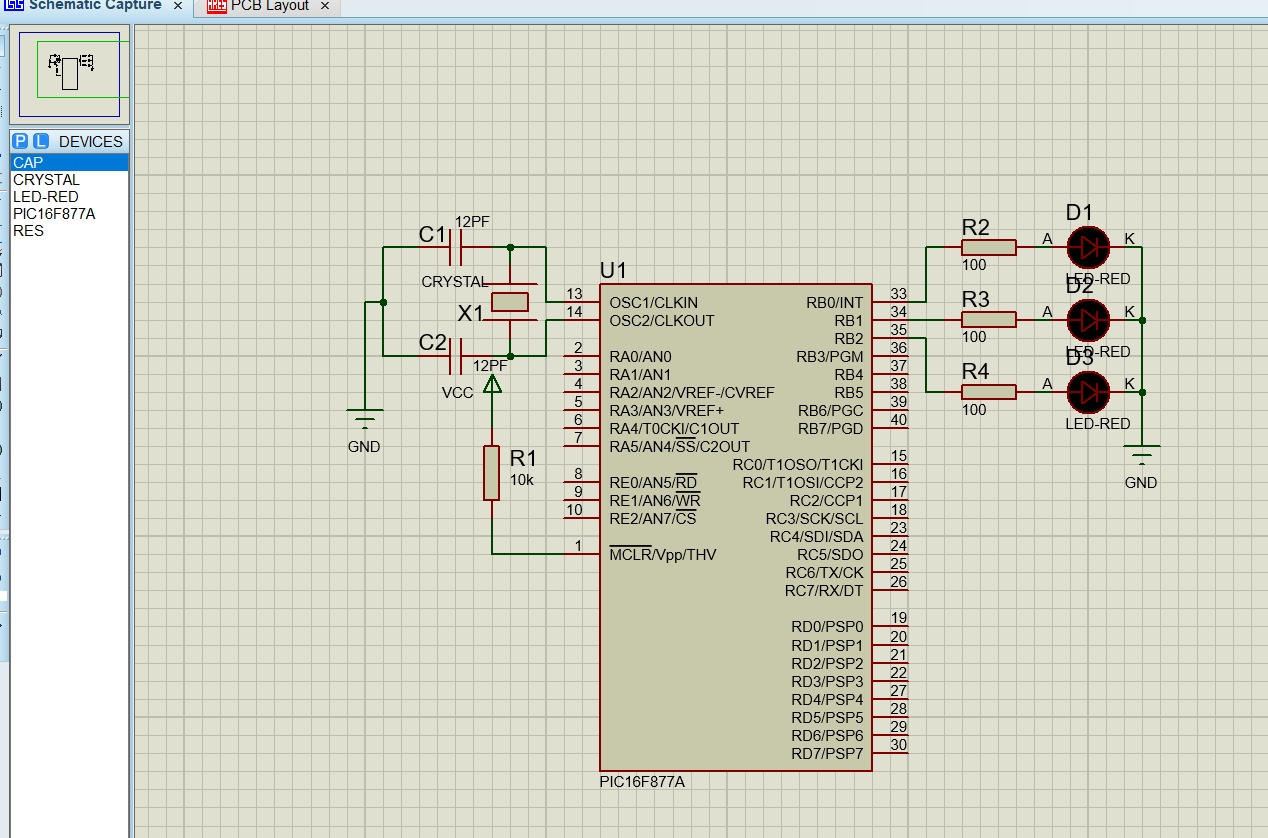 Schematic Capture ×
PCB Layout ×
P L DEVICES
CAP
CRYSTAL
LED-RED
PIC16F877A
RES
C1
12PF
CRYSTAL
X1
C2
12PF
VCC
GND
R1
10k
U1
13 OSC1/CLKIN
14 OSC2/CLKOUT
2 RA0/AN0
3 RA1/AN1
4 RA2/AN2/VREF-/CVREF
5 RA3/AN3/VREF+
6 RA4/T0CKI/C1OUT
7 RA5/AN4/SS/C2OUT
8 RE0/AN5/RD
9 RE1/AN6/WR
10 RE2/AN7/CS
1 MCLR/Vpp/THV
RB0/INT 33
RB1 34
RB2 35
RB3/PGM 36
RB4 37
RB5 38
RB6/PGC 39
RB7/PGD 40
RC0/T1OSO/T1CKI 15
RC1/T1OSI/CCP2 16
RC2/CCP1 17
RC3/SCK/SCL 18
RC4/SDI/SDA 23
RC5/SDO 24
RC6/TX/CK 25
RC7/RX/DT 26
RD0/PSP0 19
RD1/PSP1 20
RD2/PSP2 21
RD3/PSP3 22
RD4/PSP4 27
RD5/PSP5 28
RD6/PSP6 29
RD7/PSP7 30
PIC16F877A
R2
100
A
D1
K
LED-RED
R3
100
A
D2
K
LED-RED
R4
100
A
D3
K
LED-RED
GND